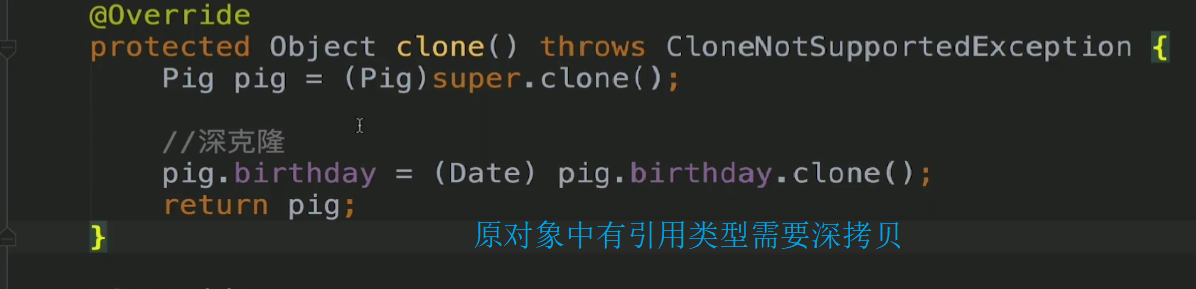 @Override
protected Object clone() throws CloneNotSupportedException {
Pig pig = (Pig)super.clone();
//深克隆
pig.birthday = (Date) pig.birthday.clone();
return pig;
}
原对象中有引用类型需要深拷贝